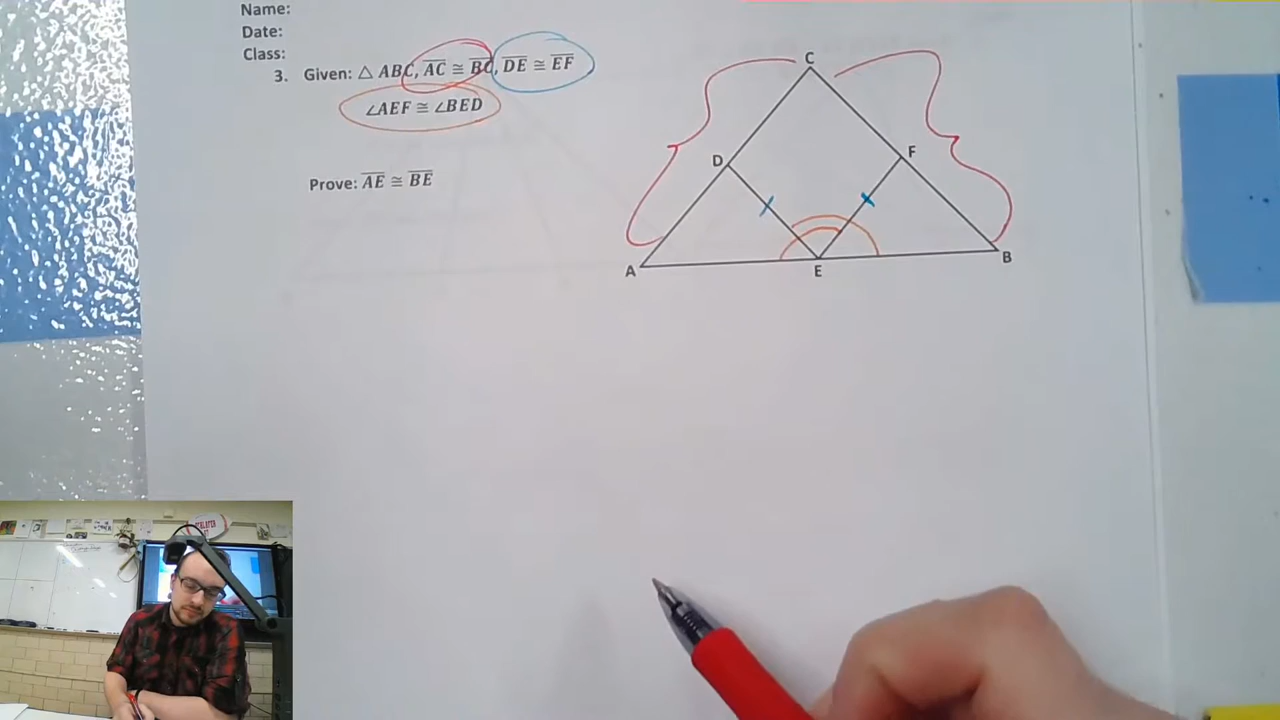 Name:
Date:
Class:
3. Given: △ ABC, AC ≅ BC, DE ≅ EF
∠AEF ≅ ∠BED
Prove: AE ≅ BE
C
D
F
A
E
B